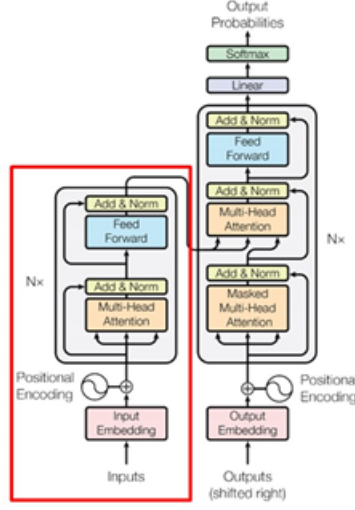 Output
Probabilities
Softmax
Linear
Add & Norm
Feed
Forward
Add & Norm
Multi-Head
Attention
Add & Norm
Masked
Multi-Head
Attention
Nx
Positional
Encoding
Output
Embedding
Outputs
(shifted right)
Add & Norm
Feed
Forward
Add & Norm
Multi-Head
Attention
Nx
Positional
Encoding
Input
Embedding
Inputs